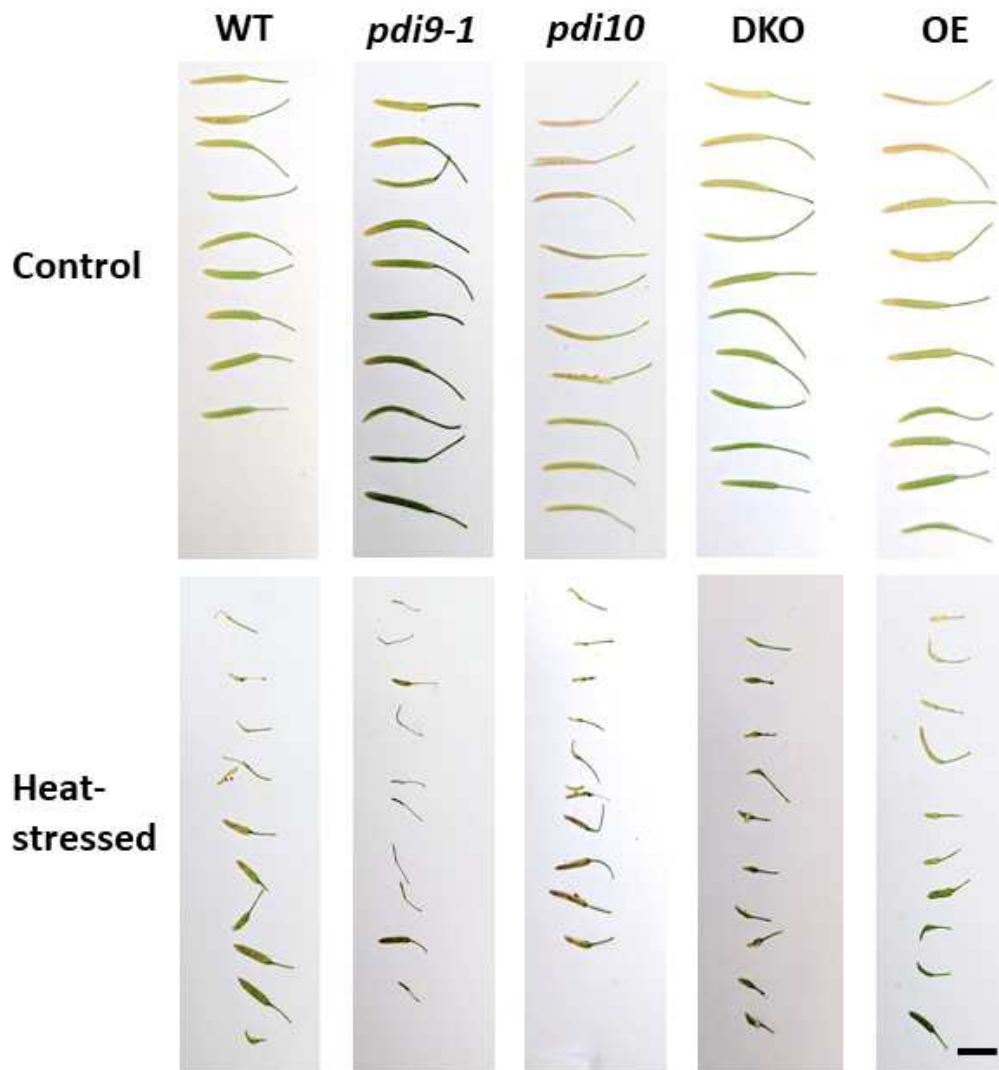 WT pdi9-1 pdi10 DKO OE
Control
Heat-
stressed